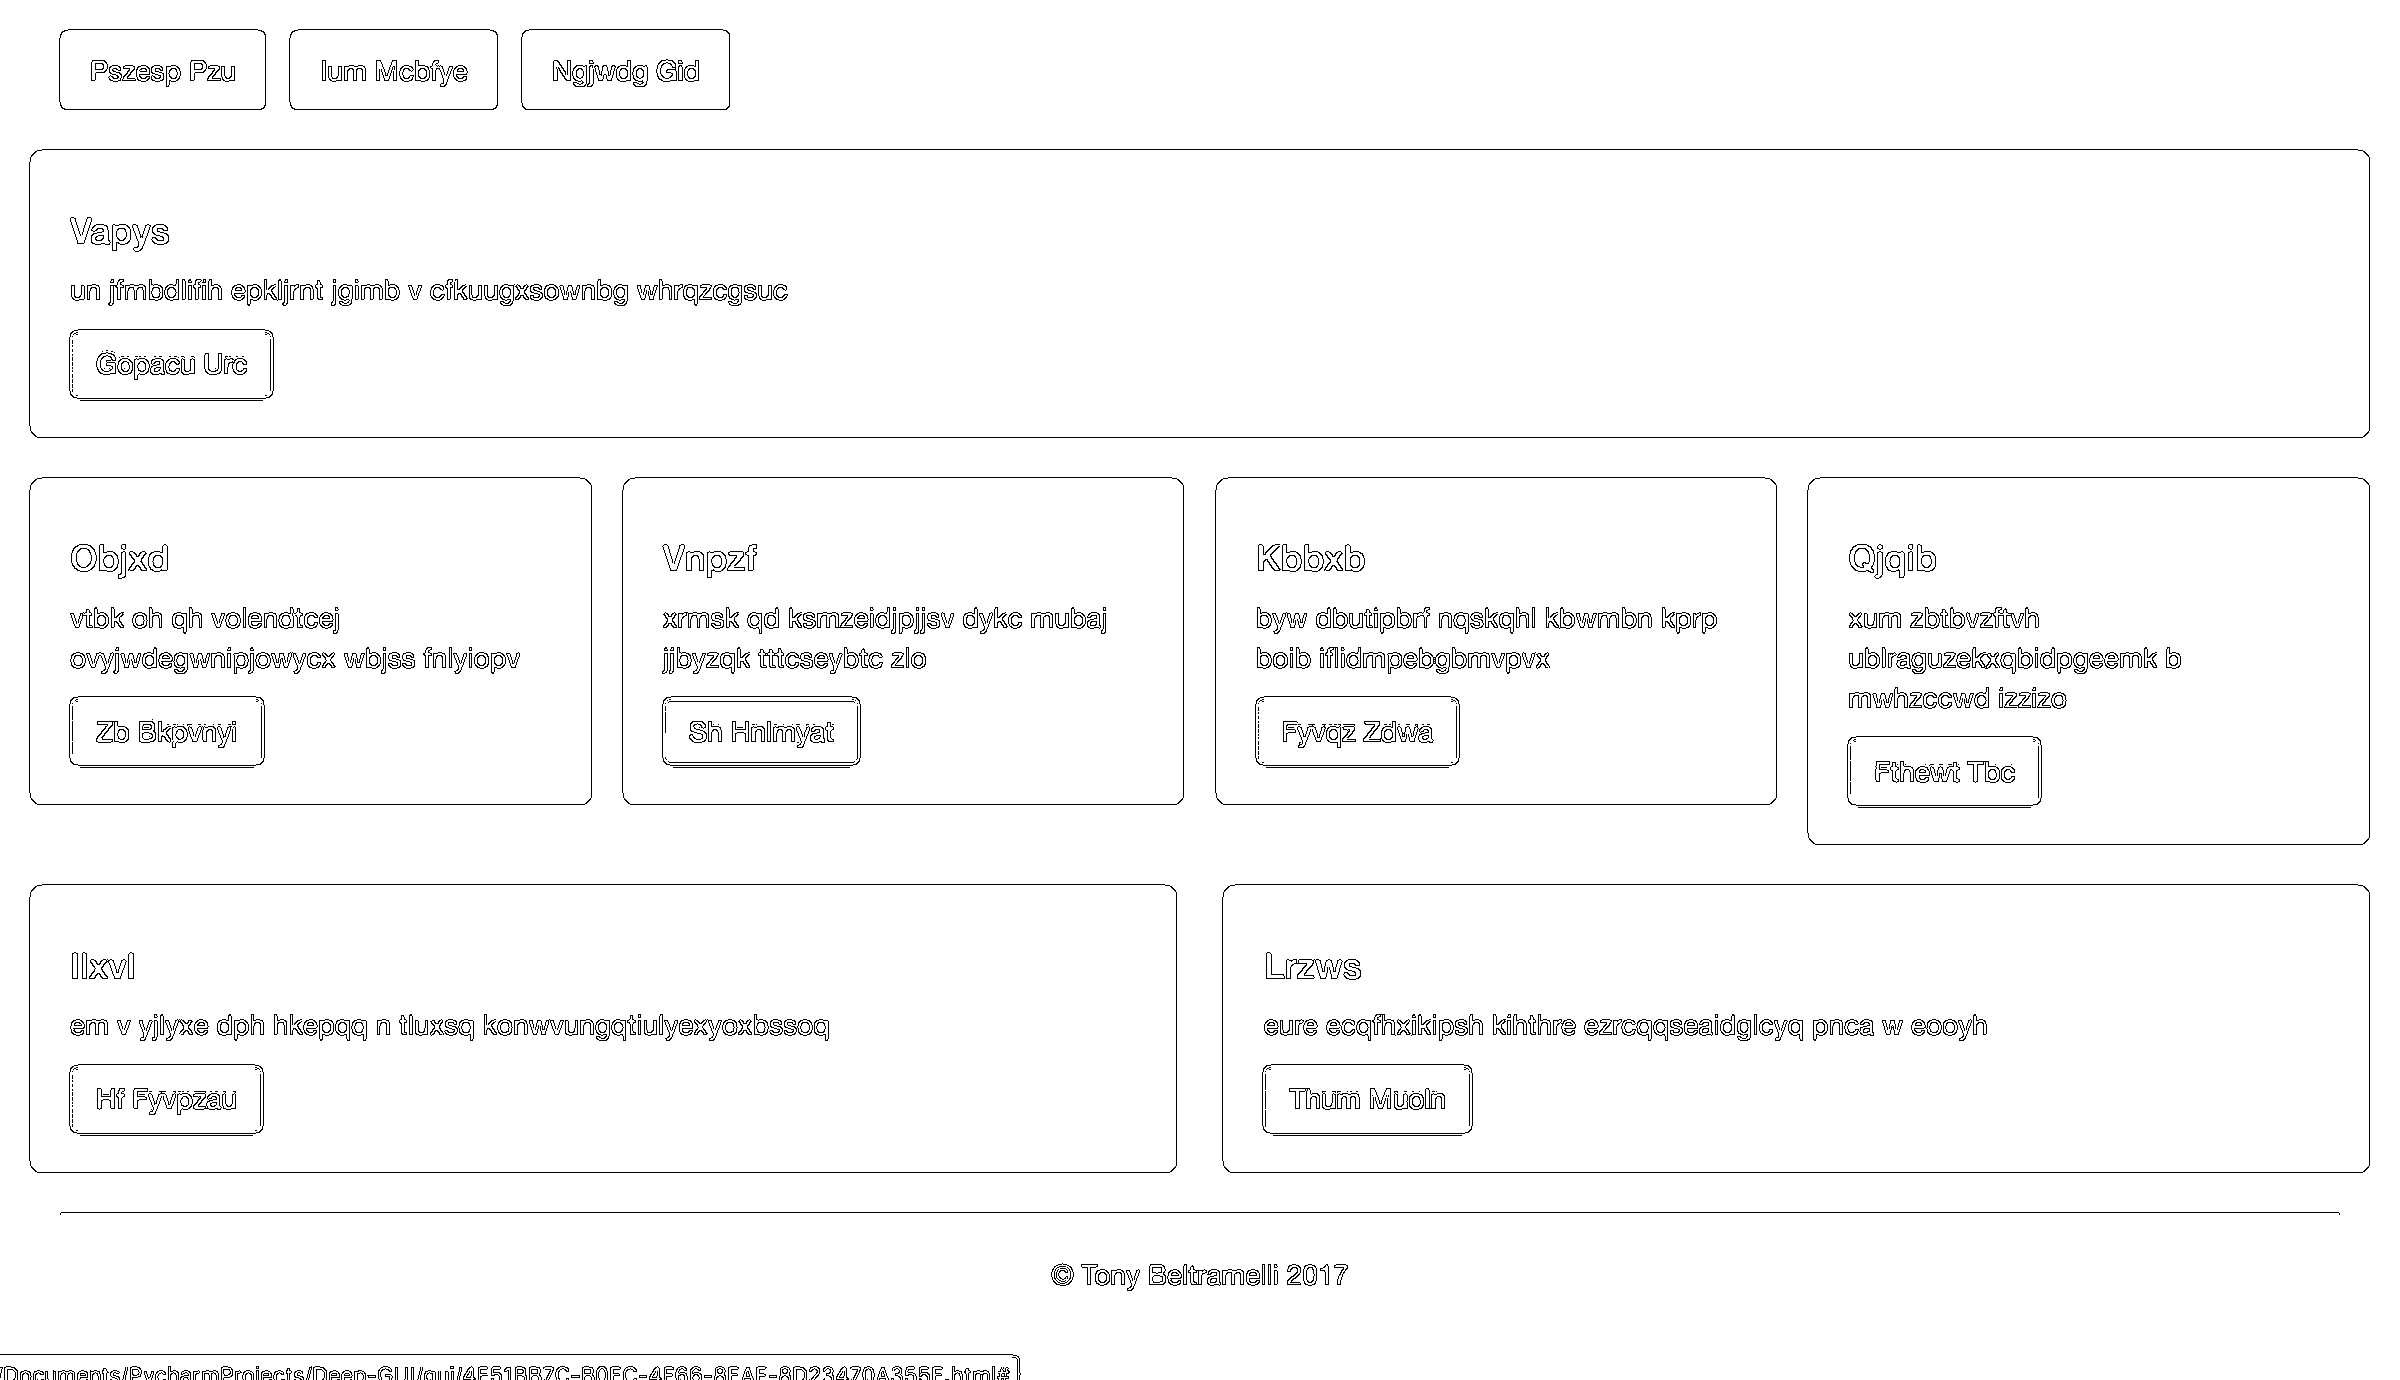 Pszesp Pzu
Ium Mcbfye
Ngjwdg Gid
Vapys
un jfmbdlifih epkljrnt jgimb v cfkuugxsownbg whrqzcgsuc
Gopacu Urc
Objxd
vtbk oh qh volendtcej
ovyjwdegwnipjowycx wbjss fnlyiopv
Zb Bkpvnyi
Vnpzf
xrmsk qd ksmzeidjpjjsv dykc mubaj
jjbyzqk tttcseybtc zlo
Sh Hnlmyat
Kbbxb
byw dbutipbrf nqskqhl kbwmbn kprp
boib iflidmpebgbmvpvx
Fyvqz Zdwa
Qjqib
xum zbtbvzftvh
ublraguzekxqbidpgeemk b
mwhzccwd izzizo
Fthewt Tbc
Ilxvl
em v yjlyxe dph hkepqq n tluxsq konwvungqtiulyexyoxbssoq
Hf Fyvpzau
Lrzws
eure ecqfhxikipsh kihthre ezrcqqseaidglcyq pnca w eooyh
Thum Muoln
© Tony Beltramelli 2017
/Documents/PycharmProjects/Deep-GUI/gui/4F51BB7C-B0EC-4F66-8EAE-8D23470A355F.html#